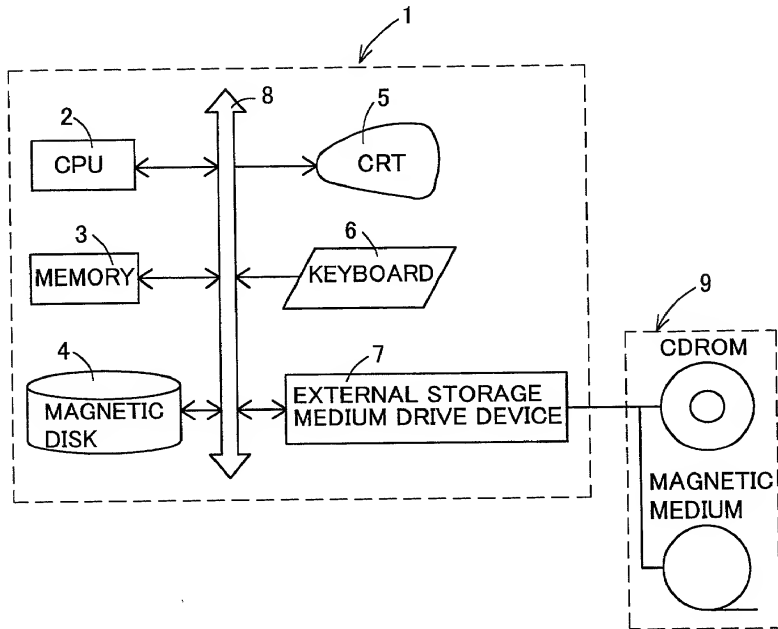 1
8
2
CPU
5
CRT
3
MEMORY
6
KEYBOARD
4
MAGNETIC
DISK
7
EXTERNAL STORAGE
MEDIUM DRIVE DEVICE
9
CDROM
MAGNETIC
MEDIUM